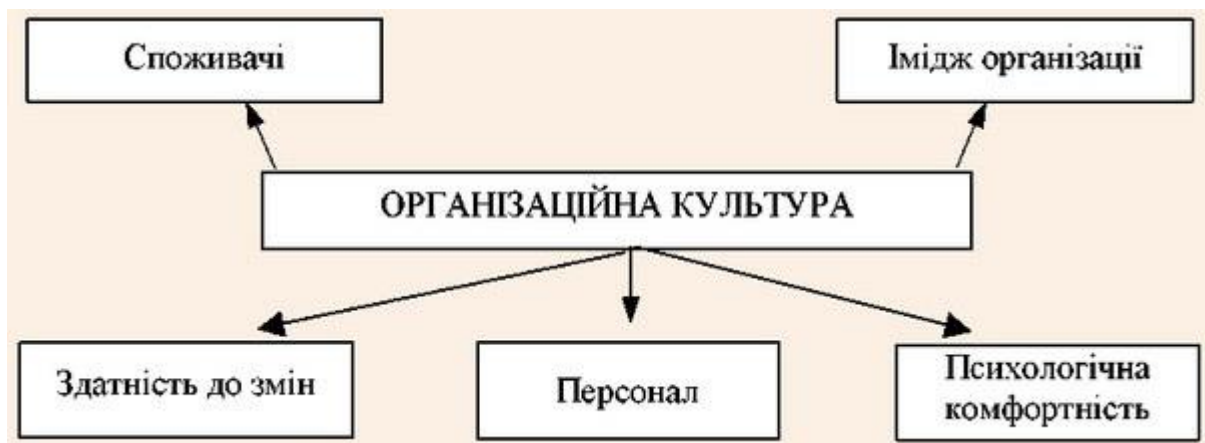 Споживачі
Імідж організації
ОРГАНІЗАЦІЙНА КУЛЬТУРА
Здатність до змін
Персонал
Психологічна
комфортність